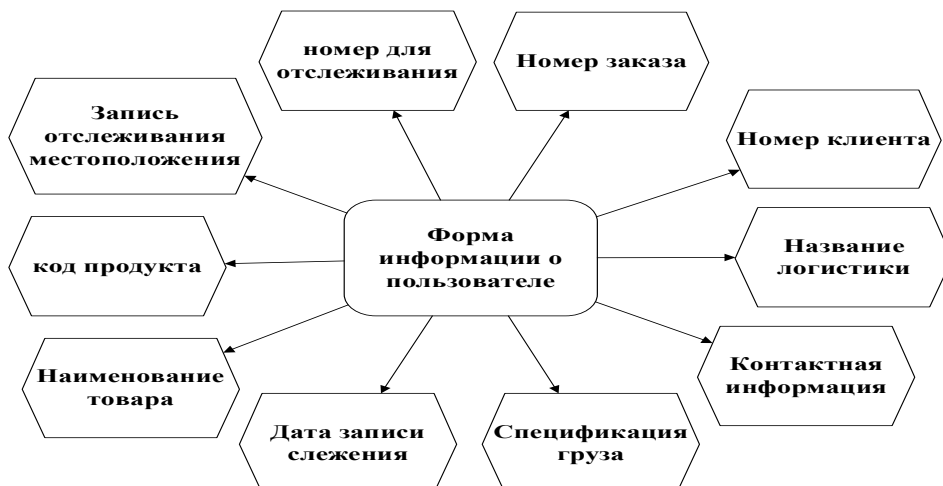 номер для
отслеживания
Номер заказа
Запись
отслеживания
местоположения
Номер клиента
Форма
информации о
пользователе
код продукта
Название
логистики
Наименование
товара
Контактная
информация
Дата записи
слежения
Спецификация
груза